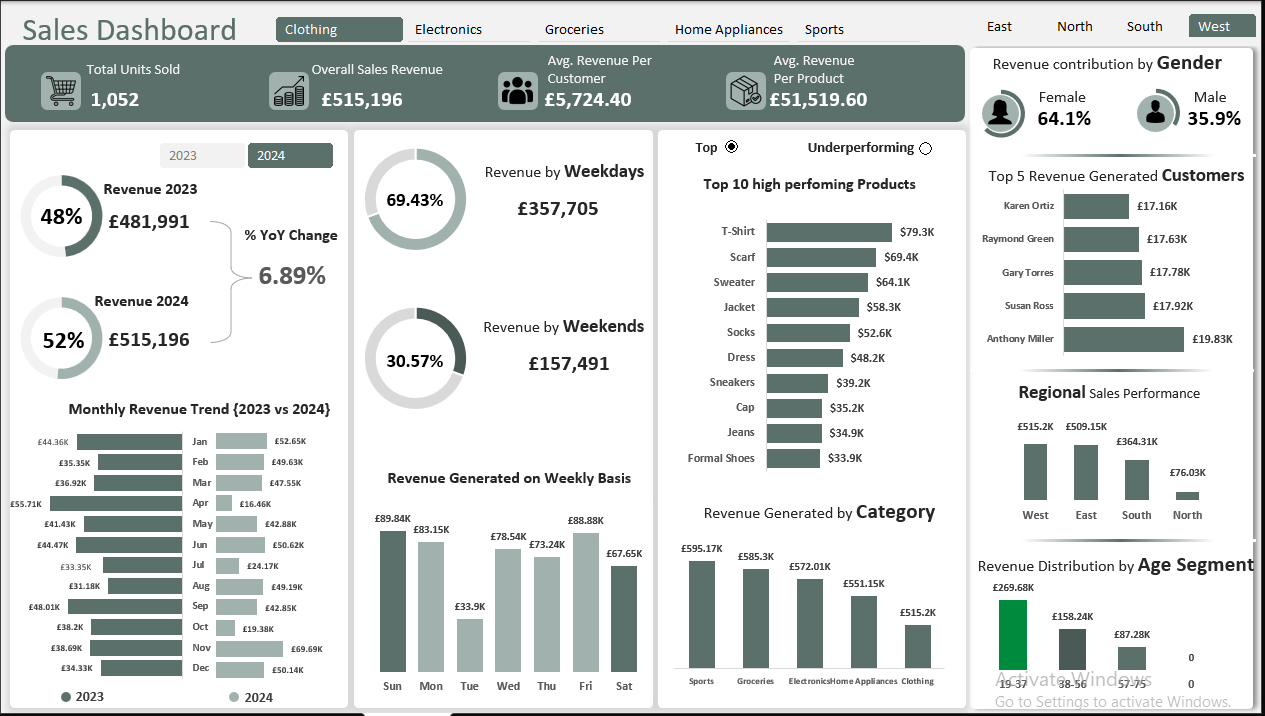 Sales Dashboard
Clothing
Electronics
Groceries
Home Appliances
Sports
East
North
South
West
Total Units Sold
1,052
Overall Sales Revenue
£515,196
Avg. Revenue Per
Customer
£5,724.40
Avg. Revenue
Per Product
£51,519.60
Revenue contribution by Gender
Female
64.1%
Male
35.9%
2023
2024
48%
Revenue 2023
£481,991
% YoY Change
6.89%
52%
Revenue 2024
£515,196
Monthly Revenue Trend {2023 vs 2024}
£44.36K Jan £52.65K
£35.35K Feb £49.63K
£36.92K Mar £47.55K
£55.71K Apr £16.46K
£41.43K May £42.88K
£44.47K Jun £50.62K
£33.35K Jul £24.17K
£31.18K Aug £49.19K
£48.01K Sep £42.85K
£38.2K Oct £19.38K
£38.69K Nov £69.69K
£34.33K Dec £50.14K
2023
2024
69.43%
Revenue by Weekdays
£357,705
30.57%
Revenue by Weekends
£157,491
Revenue Generated on Weekly Basis
£89.84K £83.15K £33.9K £78.54K £73.24K £88.88K £67.65K
Sun Mon Tue Wed Thu Fri Sat
Top
Underperforming
Top 10 high perfoming Products
T-Shirt $79.3K
Scarf $69.4K
Sweater $64.1K
Jacket $58.3K
Socks $52.6K
Dress $48.2K
Sneakers $39.2K
Cap $35.2K
Jeans $34.9K
Formal Shoes $33.9K
Revenue Generated by Category
£595.17K £585.3K £572.01K £551.15K £515.2K
Sports Groceries Electronics Home Appliances Clothing
Top 5 Revenue Generated Customers
Karen Ortiz £17.16K
Raymond Green £17.63K
Gary Torres £17.78K
Susan Ross £17.92K
Anthony Miller £19.83K
Regional Sales Performance
£515.2K £509.15K £364.31K £76.03K
West East South North
Revenue Distribution by Age Segment
£269.68K £158.24K £87.28K 0
19-37 38-56 57-75 0
Activate Windows
Go to Settings to activate Windows.